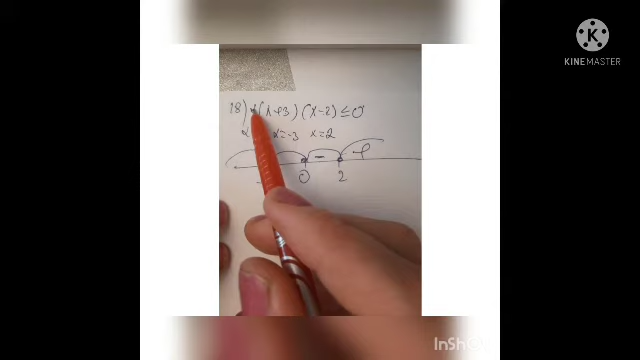 KINEMASTER
18) x(x+3)(x-2)≤0
x=-3 x=2
- +
0 2
InShot